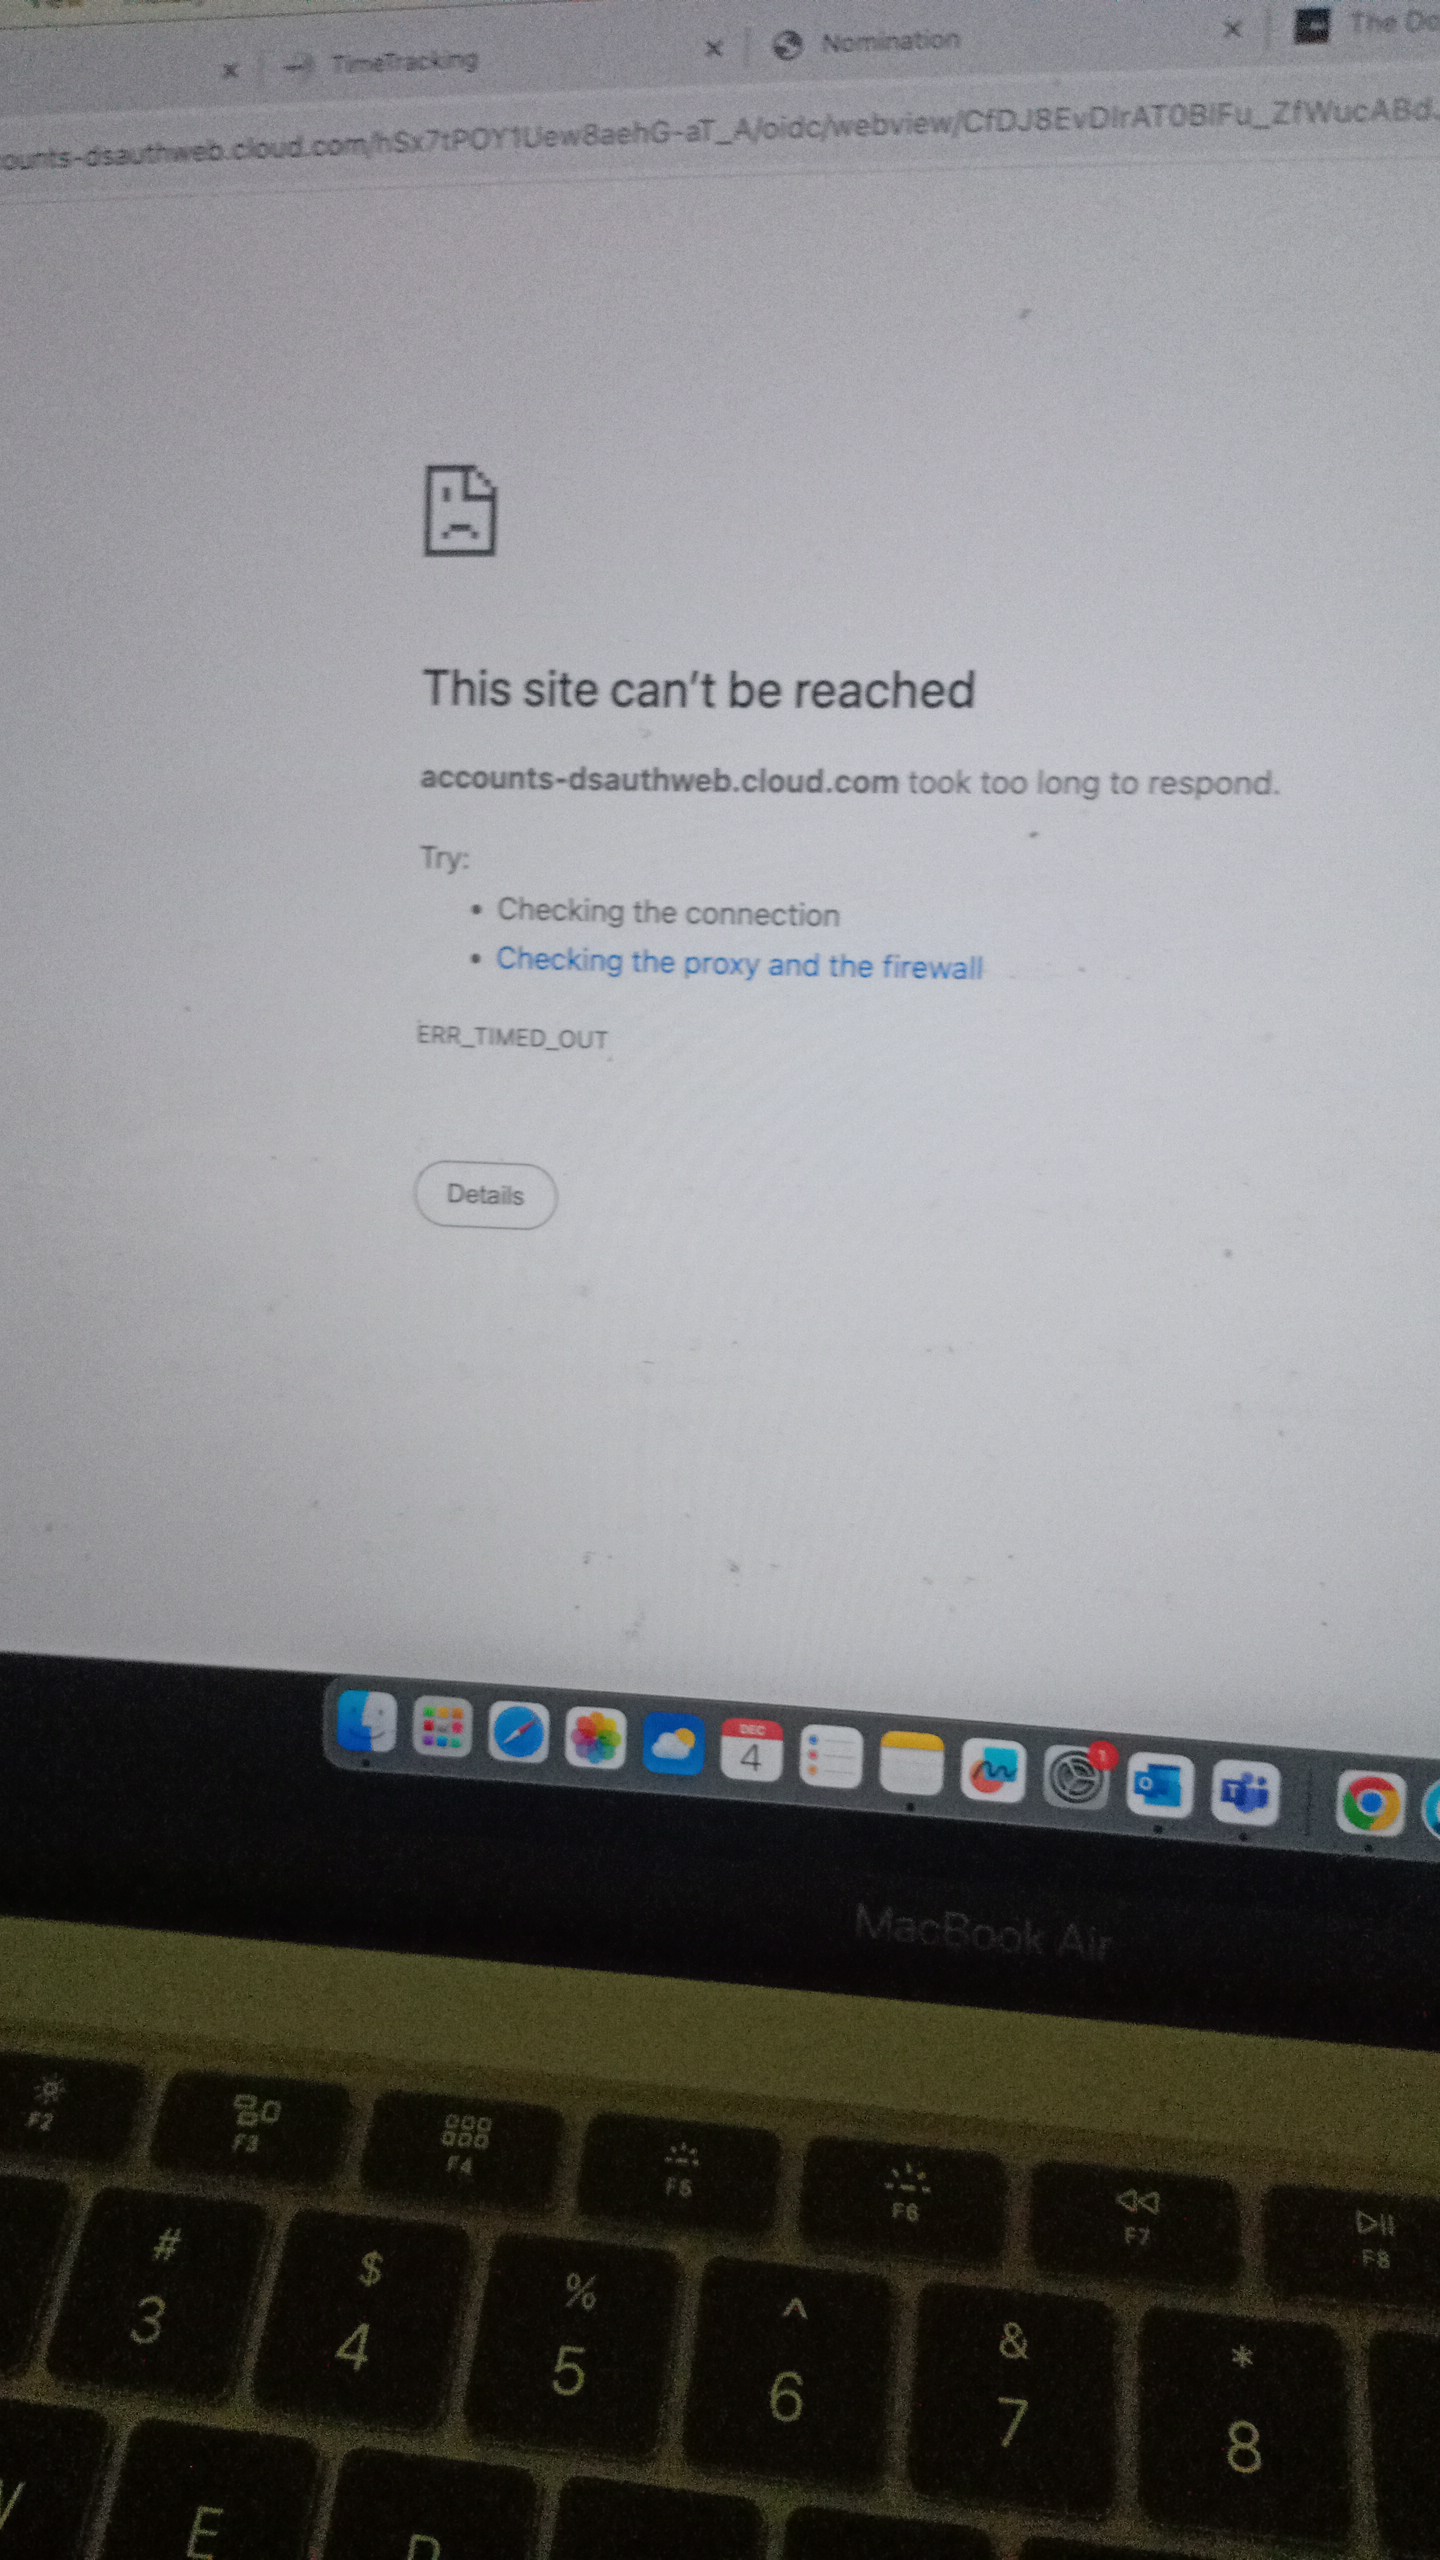 TimeTracking
Nomination
The Do
ounts-dsauthweb.cloud.com/hSx7tPOY1Uew8aehG-aT_A/oidc/webview/CfDJ8EvDIrAT0BIFu_ZfWucABd
This site can't be reached
accounts-dsauthweb.cloud.com took too long to respond.
Try:
• Checking the connection
• Checking the proxy and the firewall
ERR_TIMED_OUT
Details
DEC
4
1
MacBook Air
F2 F3 F4 F5 F6 F7 F8
# $ % ^ & *
3 4 5 6 7 8
E